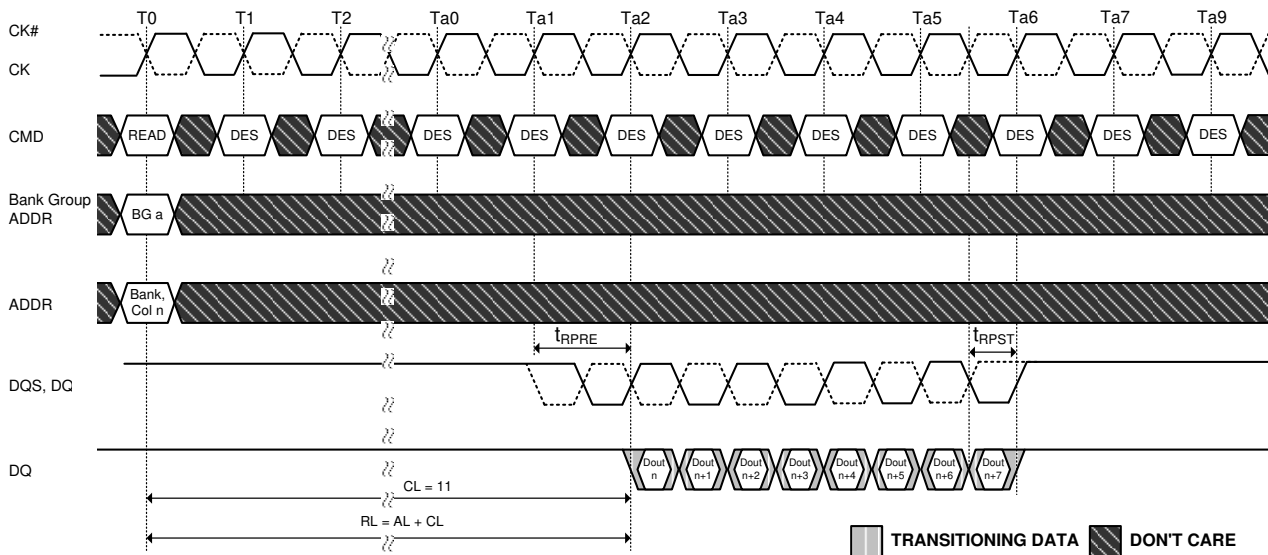 T0 T1 T2 Ta0 Ta1 Ta2 Ta3 Ta4 Ta5 Ta6 Ta7 Ta9
CK#
CK
CMD READ DES DES DES DES DES DES DES DES DES DES DES
Bank Group
ADDR
BG a
ADDR
Bank,
Col n
tRPRE tRPST
DQS, DQ
DQ
Dout n Dout n+1 Dout n+2 Dout n+3 Dout n+4 Dout n+5 Dout n+6 Dout n+7
CL = 11
RL = AL + CL
TRANSITIONING DATA DON'T CARE